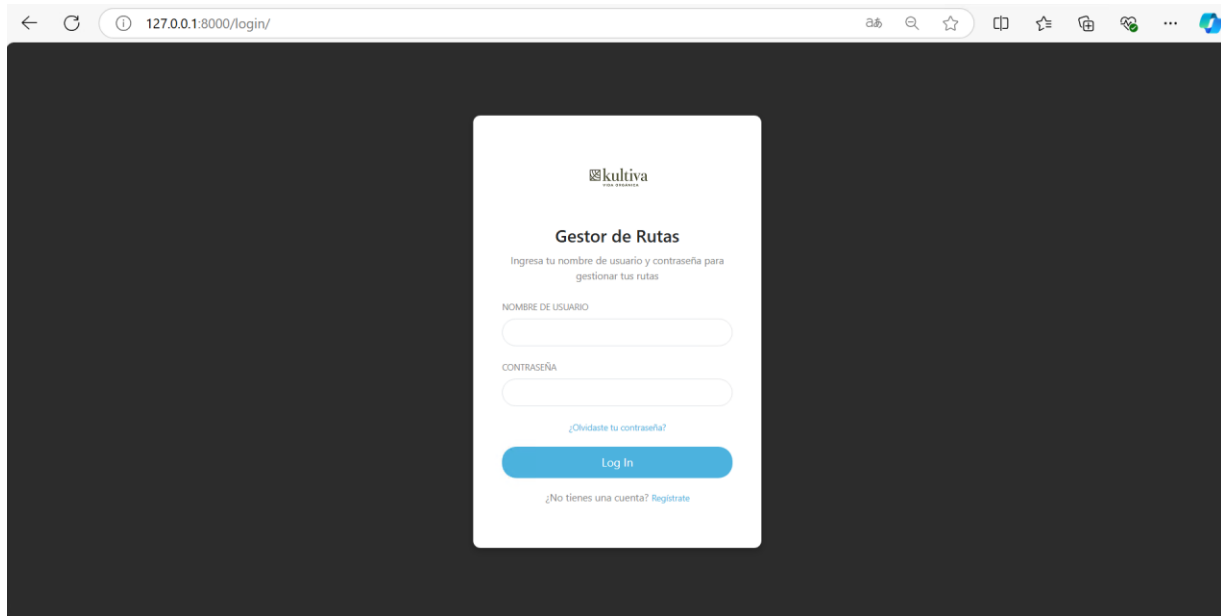 127.0.0.1:8000/login/
kultiva
VIDA ORGÁNICA
Gestor de Rutas
Ingresa tu nombre de usuario y contraseña para
gestionar tus rutas
NOMBRE DE USUARIO
CONTRASEÑA
¿Olvidaste tu contraseña?
Log In
¿No tienes una cuenta? Regístrate